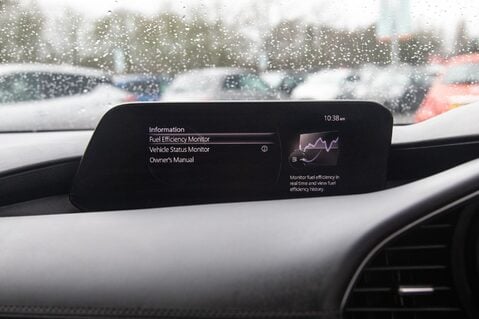 10:38 AM
Information
Fuel Efficiency Monitor
Vehicle Status Monitor
Owner's Manual
Monitor fuel efficiency in
real time and view fuel
efficiency history.